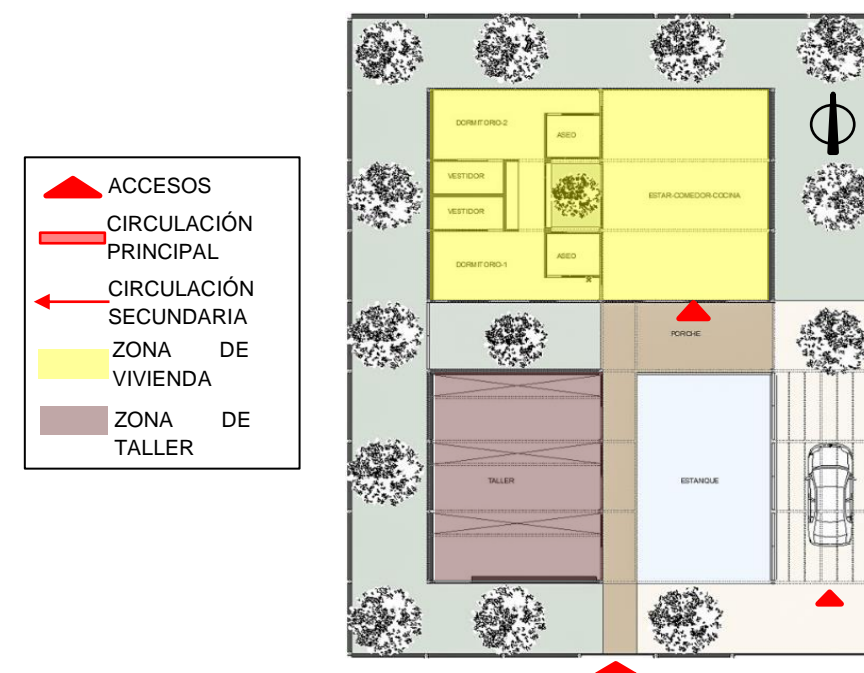 ACCESOS
CIRCULACIÓN
PRINCIPAL
CIRCULACIÓN
SECUNDARIA
ZONA DE
VIVIENDA
ZONA DE
TALLER
DORMITORIO-2
ASEO
VESTIDOR
ESTAR-COMEDOR-COCINA
VESTIDOR
ASEO
DORMITORIO-1
PORCHE
TALLER
ESTANQUE